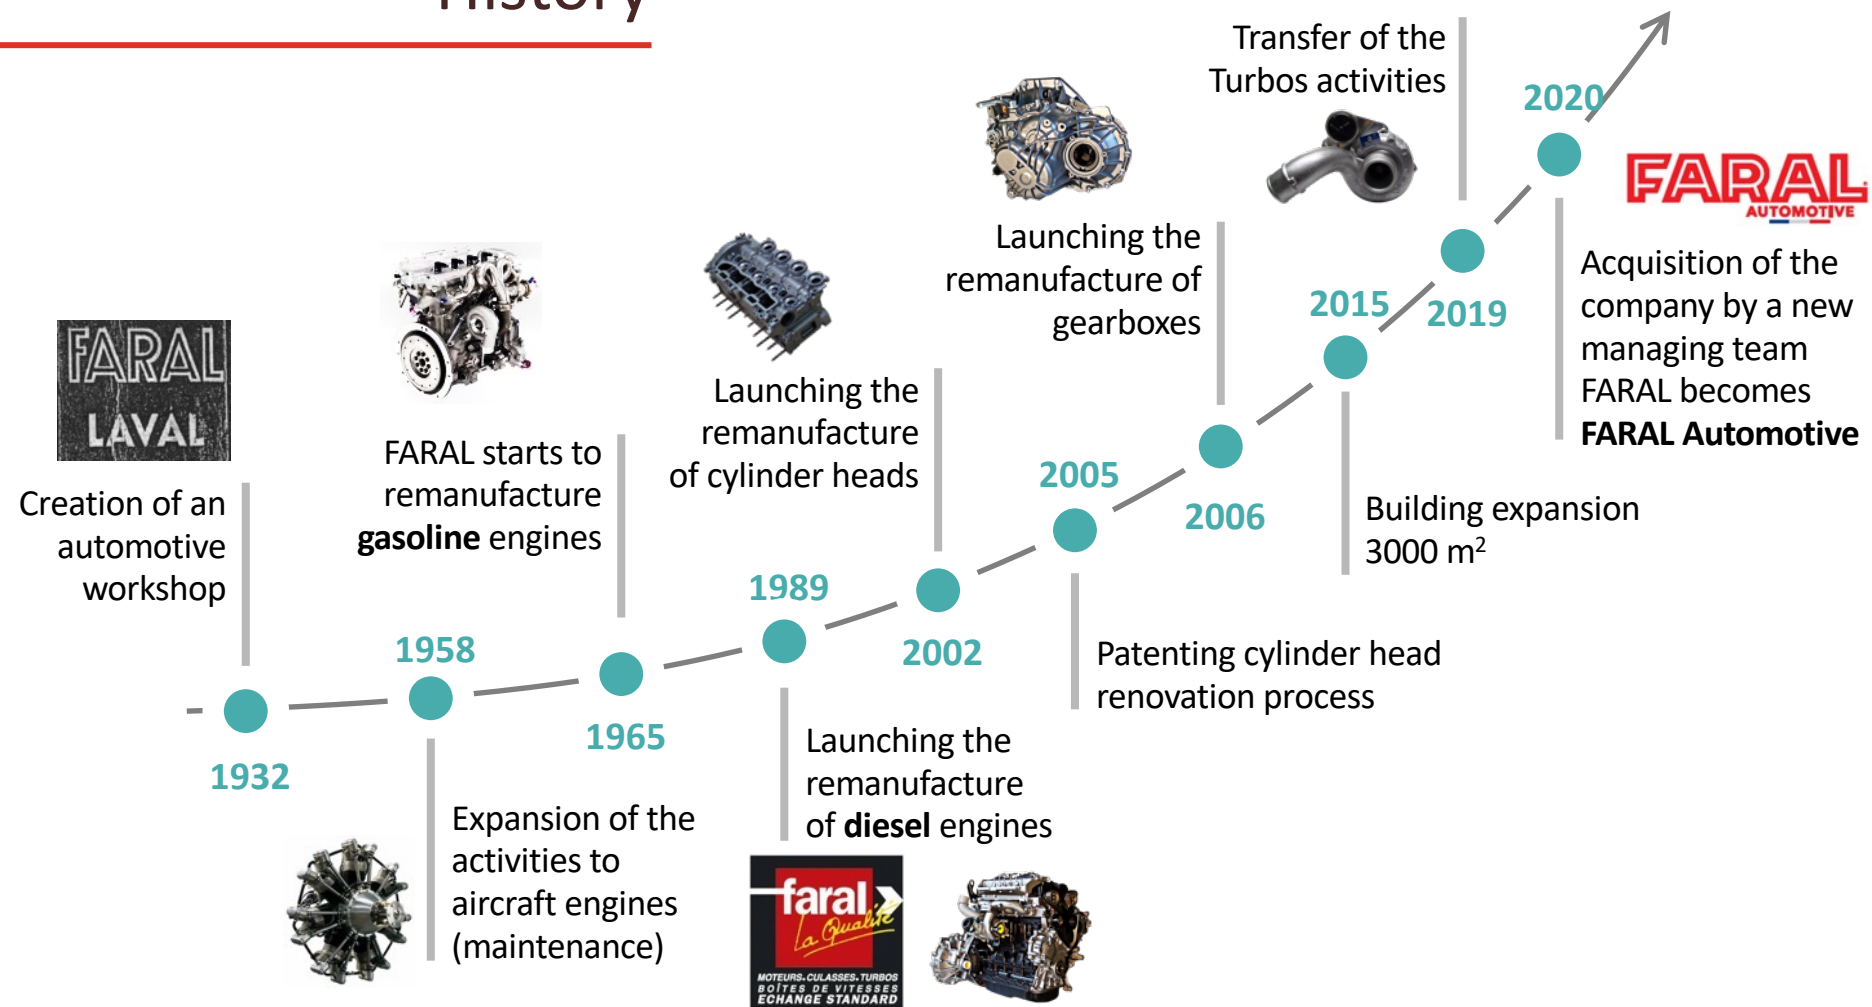 History
FARAL
LAVAL
Creation of an
automotive
workshop
1932
1958
Expansion of the
activities to
aircraft engines
(maintenance)
FARAL starts to
remanufacture
gasoline engines
1965
1989
Launching the
remanufacture
of diesel engines
faral
La Qualité
MOTEURS. CULASSES. TURBOS
BOÎTES DE VITESSES
ECHANGE STANDARD
Launching the
remanufacture
of cylinder heads
2002
2005
Patenting cylinder head
renovation process
Launching the
remanufacture of
gearboxes
2006
2015
Building expansion
3000 m²
Transfer of the
Turbos activities
2019
2020
FARAL
AUTOMOTIVE
Acquisition of the
company by a new
managing team
FARAL becomes
FARAL Automotive